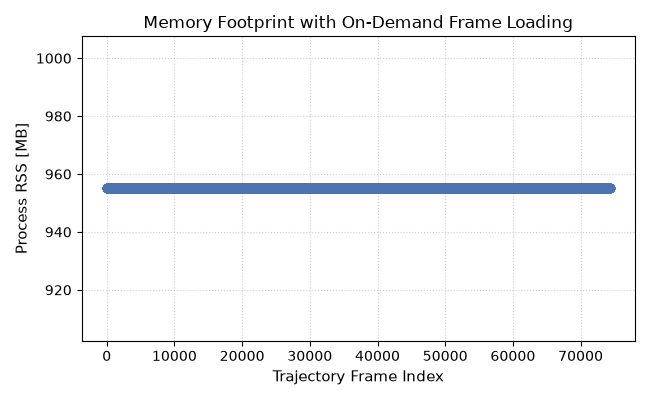 Memory Footprint with On-Demand Frame Loading
1000
980
960
940
920
Process RSS [MB]
0 10000 20000 30000 40000 50000 60000 70000
Trajectory Frame Index